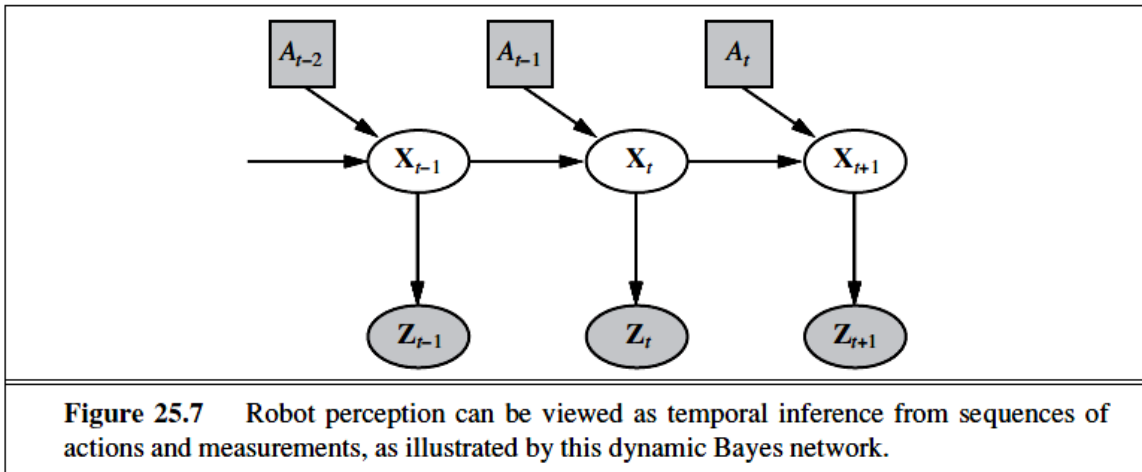 A_{t−2} A_{t−1} A_t
X_{t−1} X_t X_{t+1}
Z_{t−1} Z_t Z_{t+1}
Figure 25.7 Robot perception can be viewed as temporal inference from sequences of
actions and measurements, as illustrated by this dynamic Bayes network.